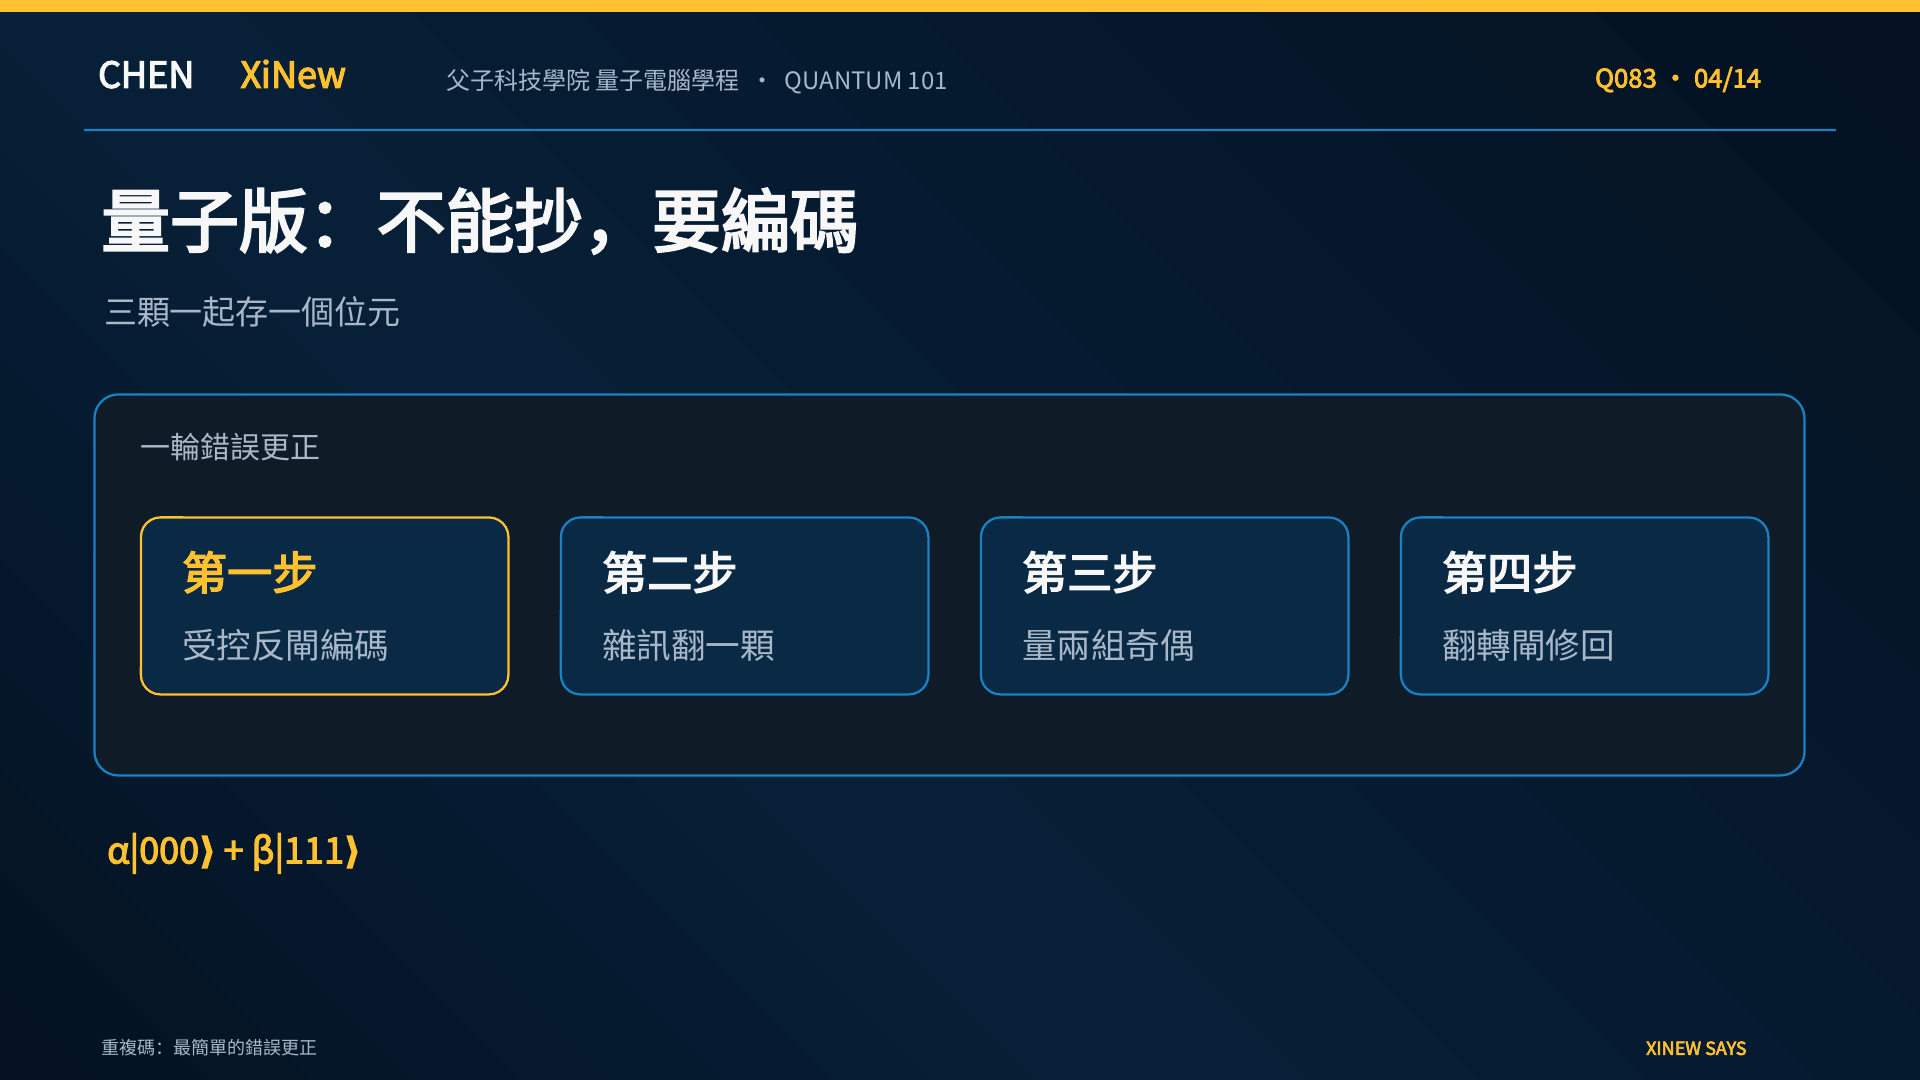 CHEN XiNew 父子科技學院 量子電腦學程 • QUANTUM 101 Q083 • 04/14
量子版：不能抄，要編碼
三顆一起存一個位元
一輪錯誤更正
第一步 第二步 第三步 第四步
受控反閘編碼 雜訊翻一顆 量兩組奇偶 翻轉閘修回
α|000⟩ + β|111⟩
重複碼：最簡單的錯誤更正 XINEW SAYS